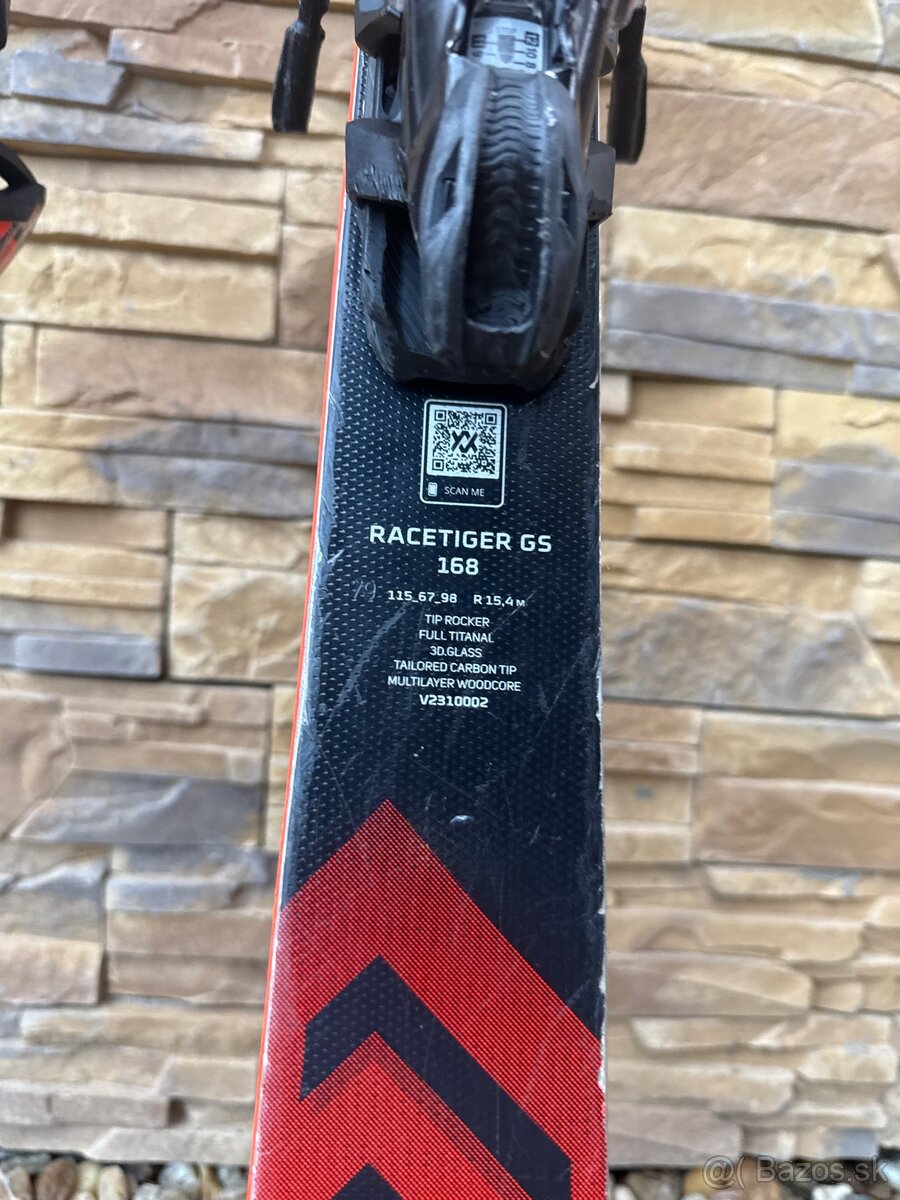 SCAN ME
RACETIGER GS
168
79 115_67_98 R 15,4 M
TIP ROCKER
FULL TITANAL
3D.GLASS
TAILORED CARBON TIP
MULTILAYER WOODCORE
V2310002
@( Bazos.sk